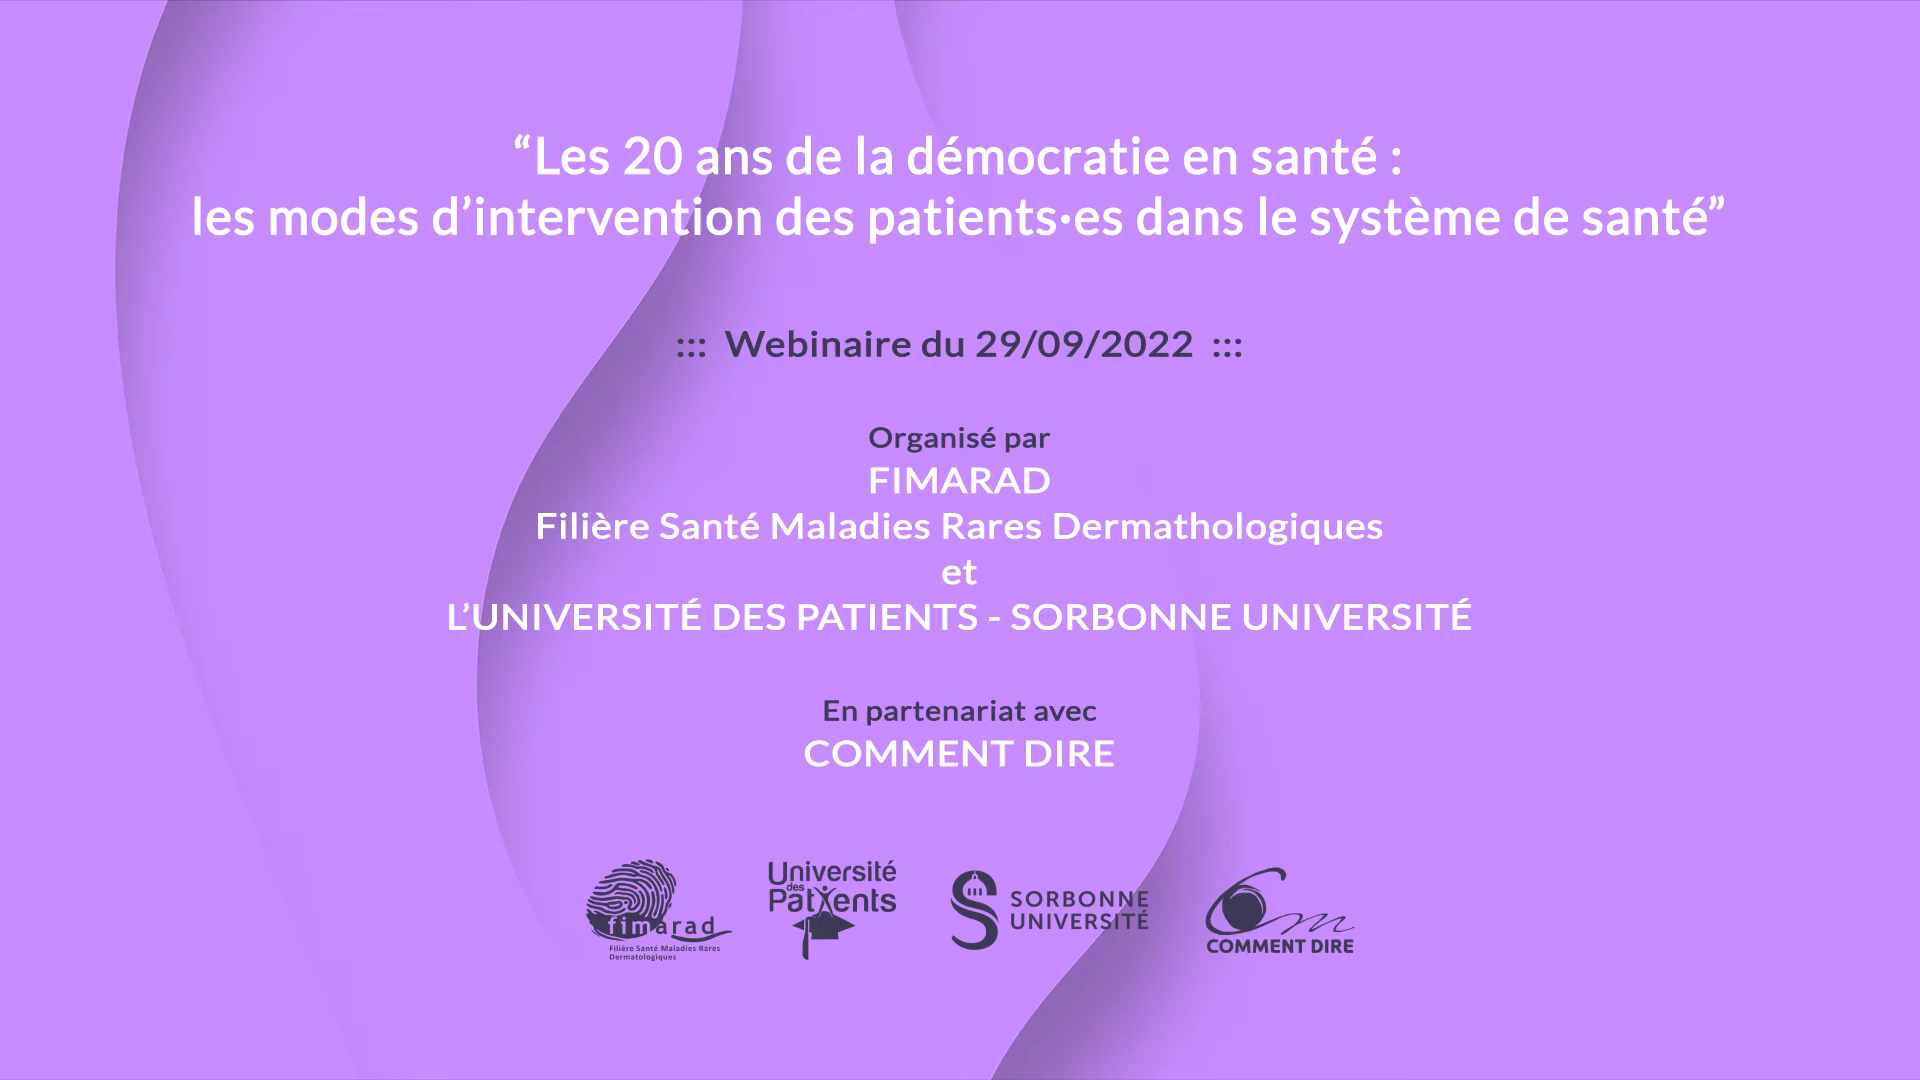 “Les 20 ans de la démocratie en santé :
les modes d’intervention des patients·es dans le système de santé”
::: Webinaire du 29/09/2022 :::
Organisé par
FIMARAD
Filière Santé Maladies Rares Dermathologiques
et
L’UNIVERSITÉ DES PATIENTS - SORBONNE UNIVERSITÉ
En partenariat avec
COMMENT DIRE
fimarad
Filière Santé Maladies Rares
Dermatologiques
Université
des
Patients
SORBONNE
UNIVERSITÉ
COMMENT DIRE